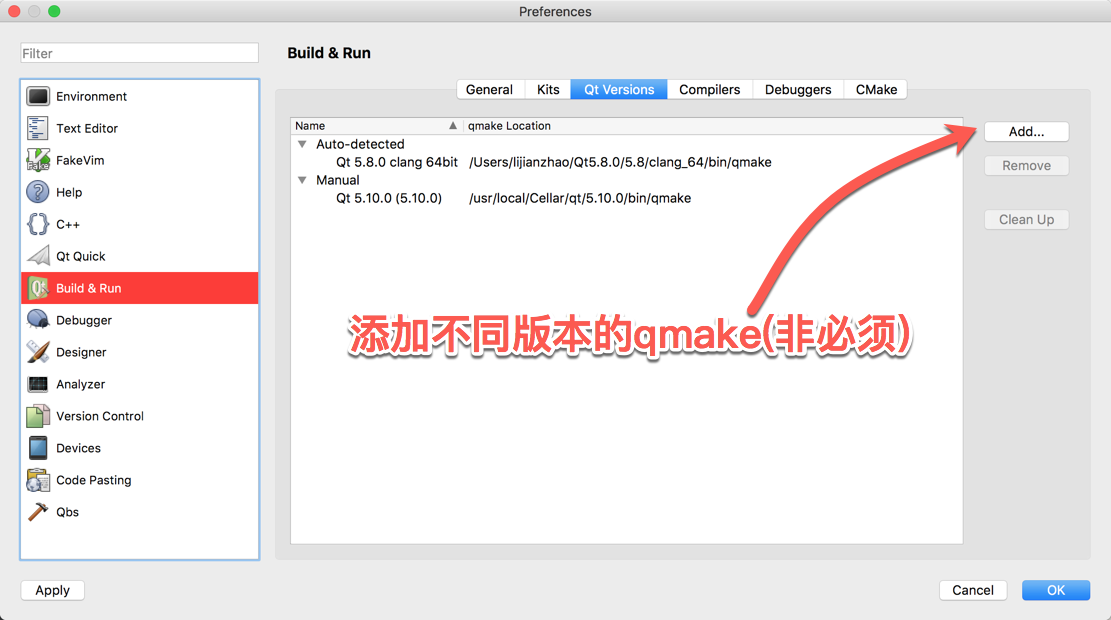 Preferences
Filter
Environment
Text Editor
FakeVim
Help
C++
Qt Quick
Build & Run
Debugger
Designer
Analyzer
Version Control
Devices
Code Pasting
Qbs
Build & Run
General Kits Qt Versions Compilers Debuggers CMake
Name qmake Location
Auto-detected
Qt 5.8.0 clang 64bit /Users/lijianzhao/Qt5.8.0/5.8/clang_64/bin/qmake
Manual
Qt 5.10.0 (5.10.0) /usr/local/Cellar/qt/5.10.0/bin/qmake
添加不同版本的qmake(非必须)
Add...
Remove
Clean Up
Apply
Cancel
OK